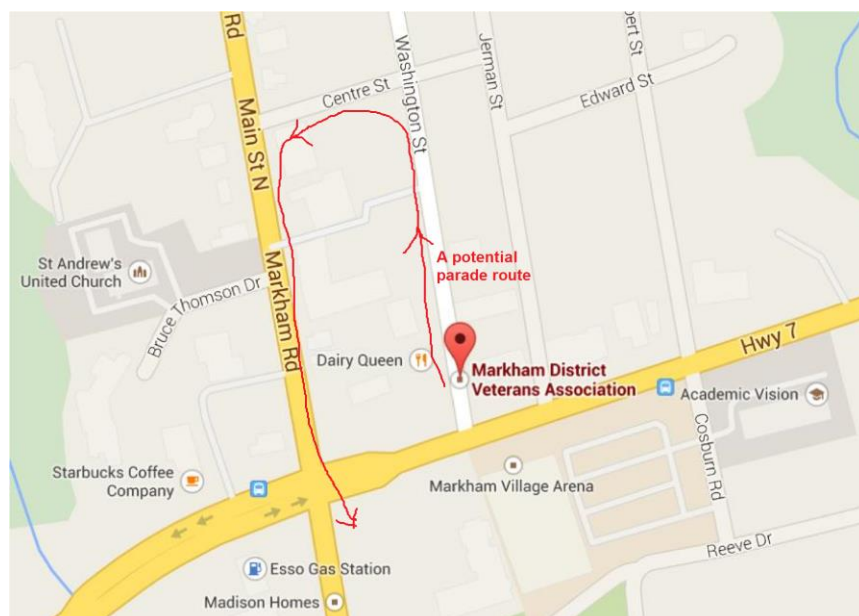 Rd
Main St N
Markham Rd
Centre St
Washington St
Jerman St
bert St
Edward St
St Andrew's
United Church
Bruce Thomson Dr
A potential
parade route
Dairy Queen
Markham District
Veterans Association
Hwy 7
Academic Vision
Cosburn Rd
Starbucks Coffee
Company
Markham Village Arena
Reeve Dr
Esso Gas Station
Madison Homes